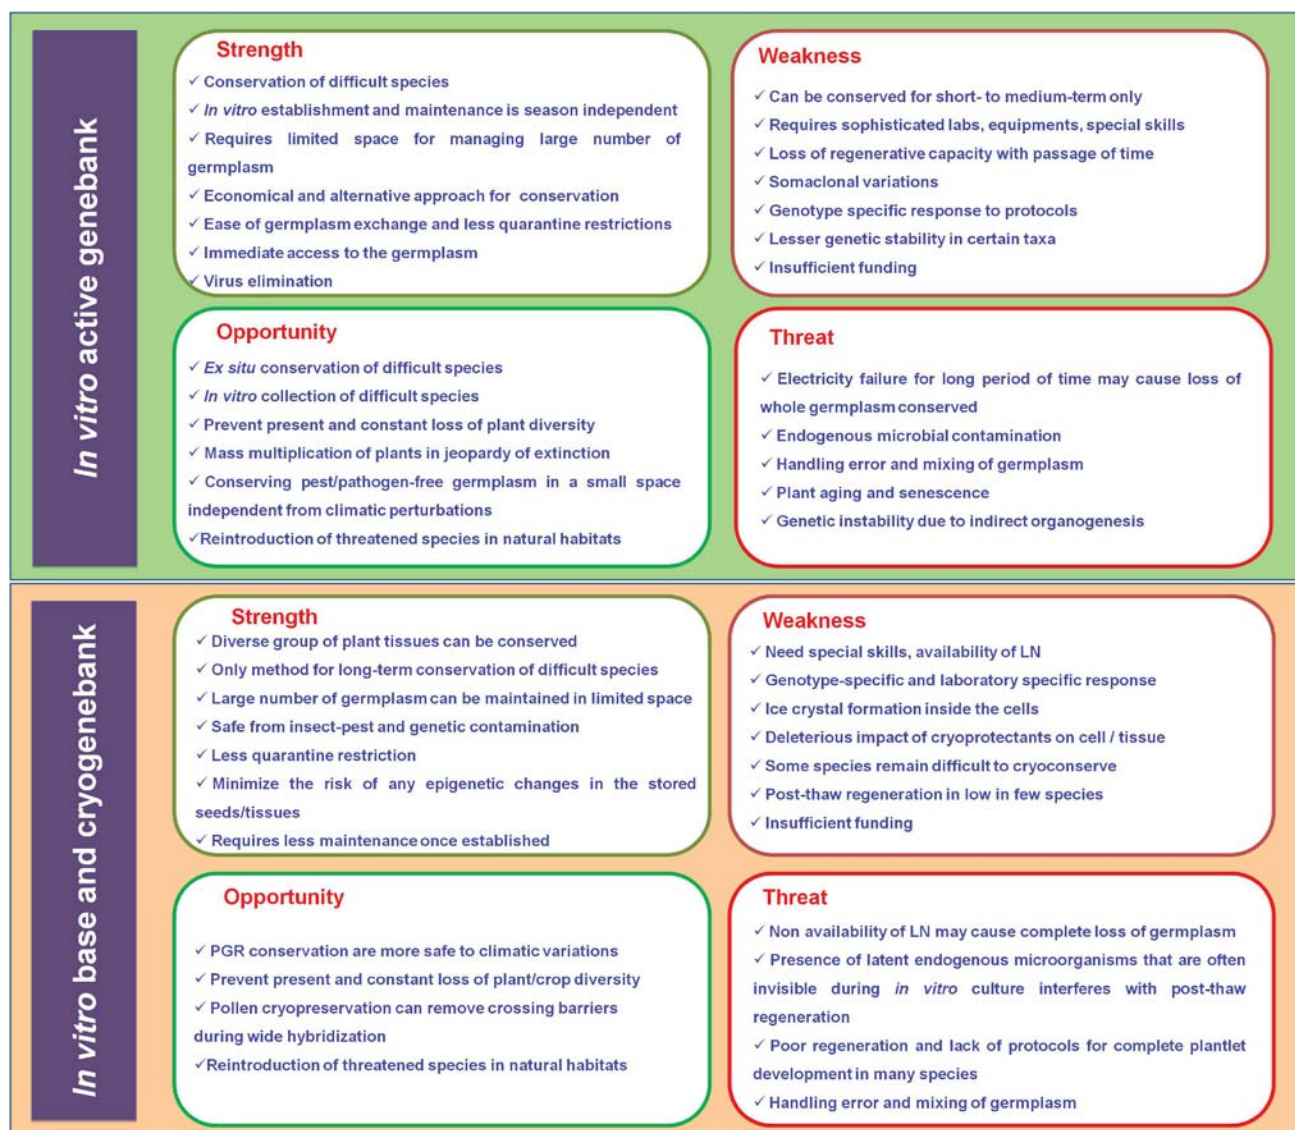 In vitro active genebank
Strength
✓ Conservation of difficult species
✓ In vitro establishment and maintenance is season independent
✓ Requires limited space for managing large number of
germplasm
✓ Economical and alternative approach for conservation
✓ Ease of germplasm exchange and less quarantine restrictions
✓ Immediate access to the germplasm
✓ Virus elimination
Weakness
✓ Can be conserved for short- to medium-term only
✓ Requires sophisticated labs, equipments, special skills
✓ Loss of regenerative capacity with passage of time
✓ Somaclonal variations
✓ Genotype specific response to protocols
✓ Lesser genetic stability in certain taxa
✓ Insufficient funding
Opportunity
✓ Ex situ conservation of difficult species
✓ In vitro collection of difficult species
✓ Prevent present and constant loss of plant diversity
✓ Mass multiplication of plants in jeopardy of extinction
✓ Conserving pest/pathogen-free germplasm in a small space
independent from climatic perturbations
✓Reintroduction of threatened species in natural habitats
Threat
✓ Electricity failure for long period of time may cause loss of
whole germplasm conserved
✓ Endogenous microbial contamination
✓ Handling error and mixing of germplasm
✓ Plant aging and senescence
✓ Genetic instability due to indirect organogenesis
In vitro base and cryogenebank
Strength
✓ Diverse group of plant tissues can be conserved
✓ Only method for long-term conservation of difficult species
✓ Large number of germplasm can be maintained in limited space
✓ Safe from insect-pest and genetic contamination
✓ Less quarantine restriction
✓ Minimize the risk of any epigenetic changes in the stored
seeds/tissues
✓ Requires less maintenance once established
Weakness
✓ Need special skills, availability of LN
✓ Genotype-specific and laboratory specific response
✓ Ice crystal formation inside the cells
✓ Deleterious impact of cryoprotectants on cell / tissue
✓ Some species remain difficult to cryoconserve
✓ Post-thaw regeneration in low in few species
✓ Insufficient funding
Opportunity
✓ PGR conservation are more safe to climatic variations
✓ Prevent present and constant loss of plant/crop diversity
✓ Pollen cryopreservation can remove crossing barriers
during wide hybridization
✓Reintroduction of threatened species in natural habitats
Threat
✓ Non availability of LN may cause complete loss of germplasm
✓ Presence of latent endogenous microorganisms that are often
invisible during in vitro culture interferes with post-thaw
regeneration
✓ Poor regeneration and lack of protocols for complete plantlet
development in many species
✓ Handling error and mixing of germplasm